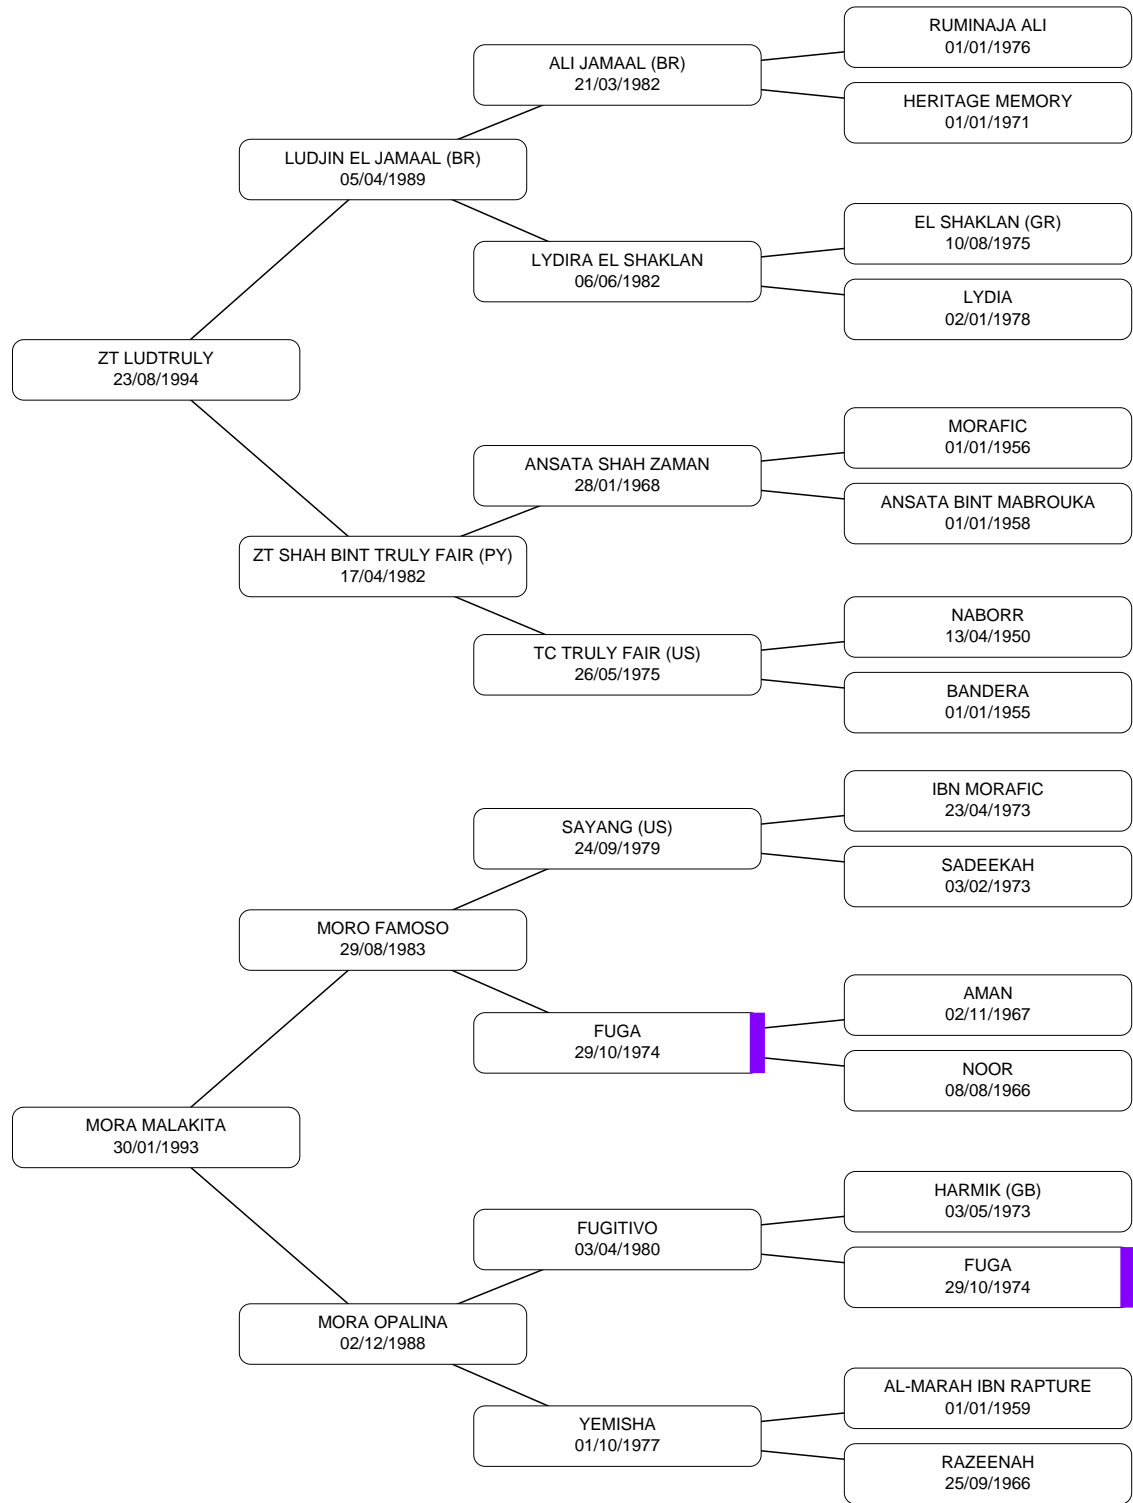 RUMINAJA ALI
01/01/1976
ALI JAMAAL (BR)
21/03/1982
HERITAGE MEMORY
01/01/1971
LUDJIN EL JAMAAL (BR)
05/04/1989
EL SHAKLAN (GR)
10/08/1975
LYDIRA EL SHAKLAN
06/06/1982
LYDIA
02/01/1978
ZT LUDTRULY
23/08/1994
MORAFIC
01/01/1956
ANSATA SHAH ZAMAN
28/01/1968
ANSATA BINT MABROUKA
01/01/1958
ZT SHAH BINT TRULY FAIR (PY)
17/04/1982
NABORR
13/04/1950
TC TRULY FAIR (US)
26/05/1975
BANDERA
01/01/1955
IBN MORAFIC
23/04/1973
SAYANG (US)
24/09/1979
SADEEKAH
03/02/1973
MORO FAMOSO
29/08/1983
AMAN
02/11/1967
FUGA
29/10/1974
NOOR
08/08/1966
MORA MALAKITA
30/01/1993
HARMIK (GB)
03/05/1973
FUGITIVO
03/04/1980
FUGA
29/10/1974
MORA OPALINA
02/12/1988
AL-MARAH IBN RAPTURE
01/01/1959
YEMISHA
01/10/1977
RAZEENAH
25/09/1966